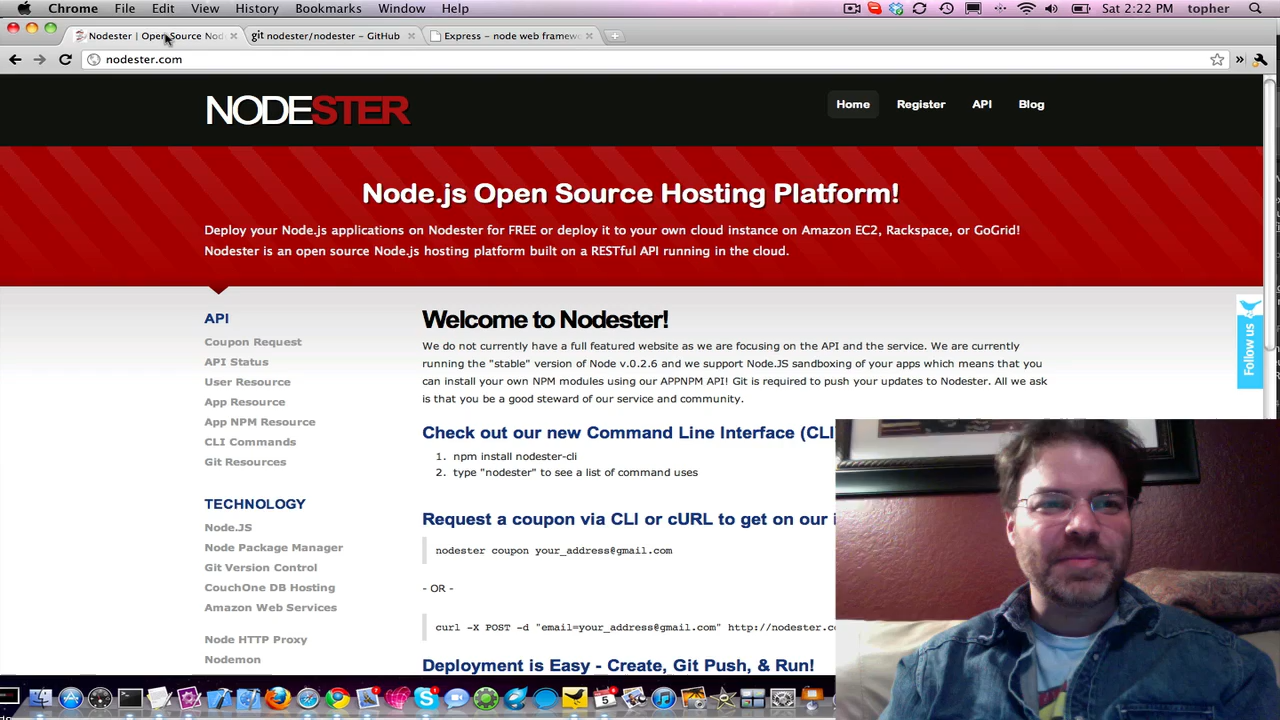 Chrome File Edit View History Bookmarks Window Help Sat 2:22 PM topher
Nodester | Open Source Nod git nodester/nodester – GitHub Express – node web framew
nodester.com
NODESTER
Home Register API Blog
Node.js Open Source Hosting Platform!
Deploy your Node.js applications on Nodester for FREE or deploy it to your own cloud instance on Amazon EC2, Rackspace, or GoGrid!
Nodester is an open source Node.js hosting platform built on a RESTful API running in the cloud.
API
Coupon Request
API Status
User Resource
App Resource
App NPM Resource
CLI Commands
Git Resources
TECHNOLOGY
Node.JS
Node Package Manager
Git Version Control
CouchOne DB Hosting
Amazon Web Services
Node HTTP Proxy
Nodemon
Welcome to Nodester!
We do not currently have a full featured website as we are focusing on the API and the service. We are currently
running the "stable" version of Node v.0.2.6 and we support Node.JS sandboxing of your apps which means that you
can install your own NPM modules using our APPNPM API! Git is required to push your updates to Nodester. All we ask
is that you be a good steward of our service and community.
Check out our new Command Line Interface (CLI
1. npm install nodester-cli
2. type "nodester" to see a list of command uses
Request a coupon via CLI or cURL to get on our
nodester coupon your_address@gmail.com
- OR -
curl -X POST -d "email=your_address@gmail.com" http://nodester.c
Deployment is Easy - Create, Git Push, & Run!
Follow us
5